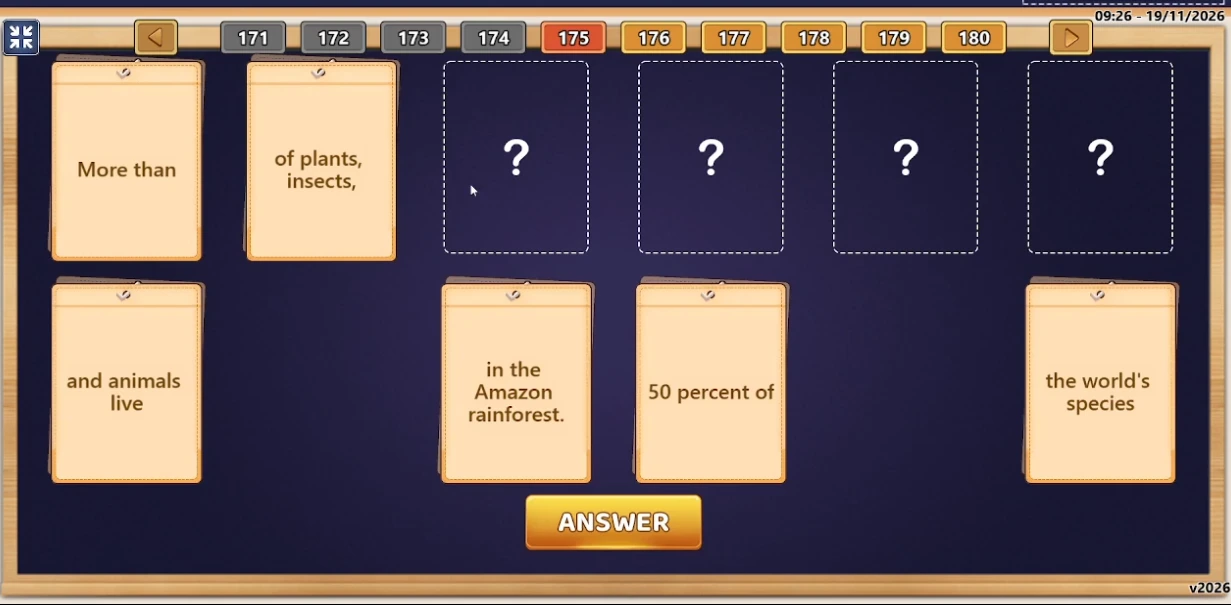 09:26 - 19/11/2026
171 172 173 174 175 176 177 178 179 180
More than
of plants,
insects,
?
?
?
?
and animals
live
in the
Amazon
rainforest.
50 percent of
the world's
species
ANSWER
v2026